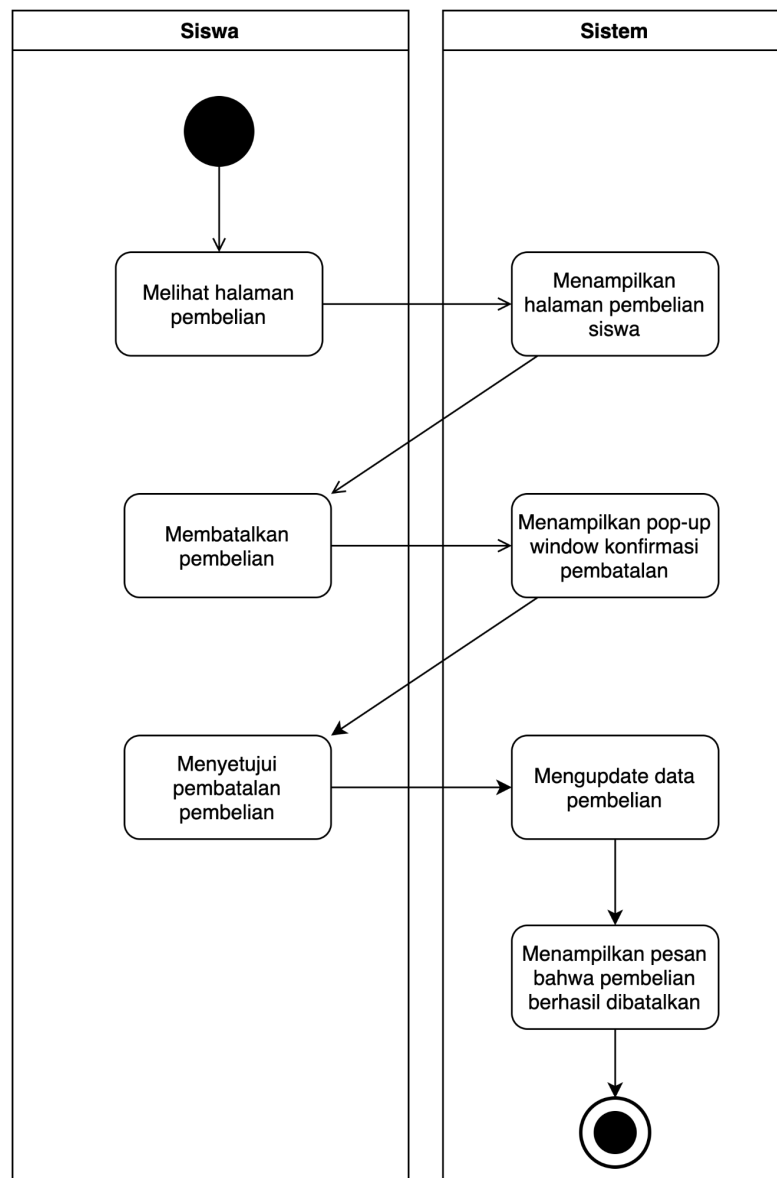 Siswa
Sistem
Melihat halaman
pembelian
Menampilkan
halaman pembelian
siswa
Membatalkan
pembelian
Menampilkan pop-up
window konfirmasi
pembatalan
Menyetujui
pembatalan
pembelian
Mengupdate data
pembelian
Menampilkan pesan
bahwa pembelian
berhasil dibatalkan